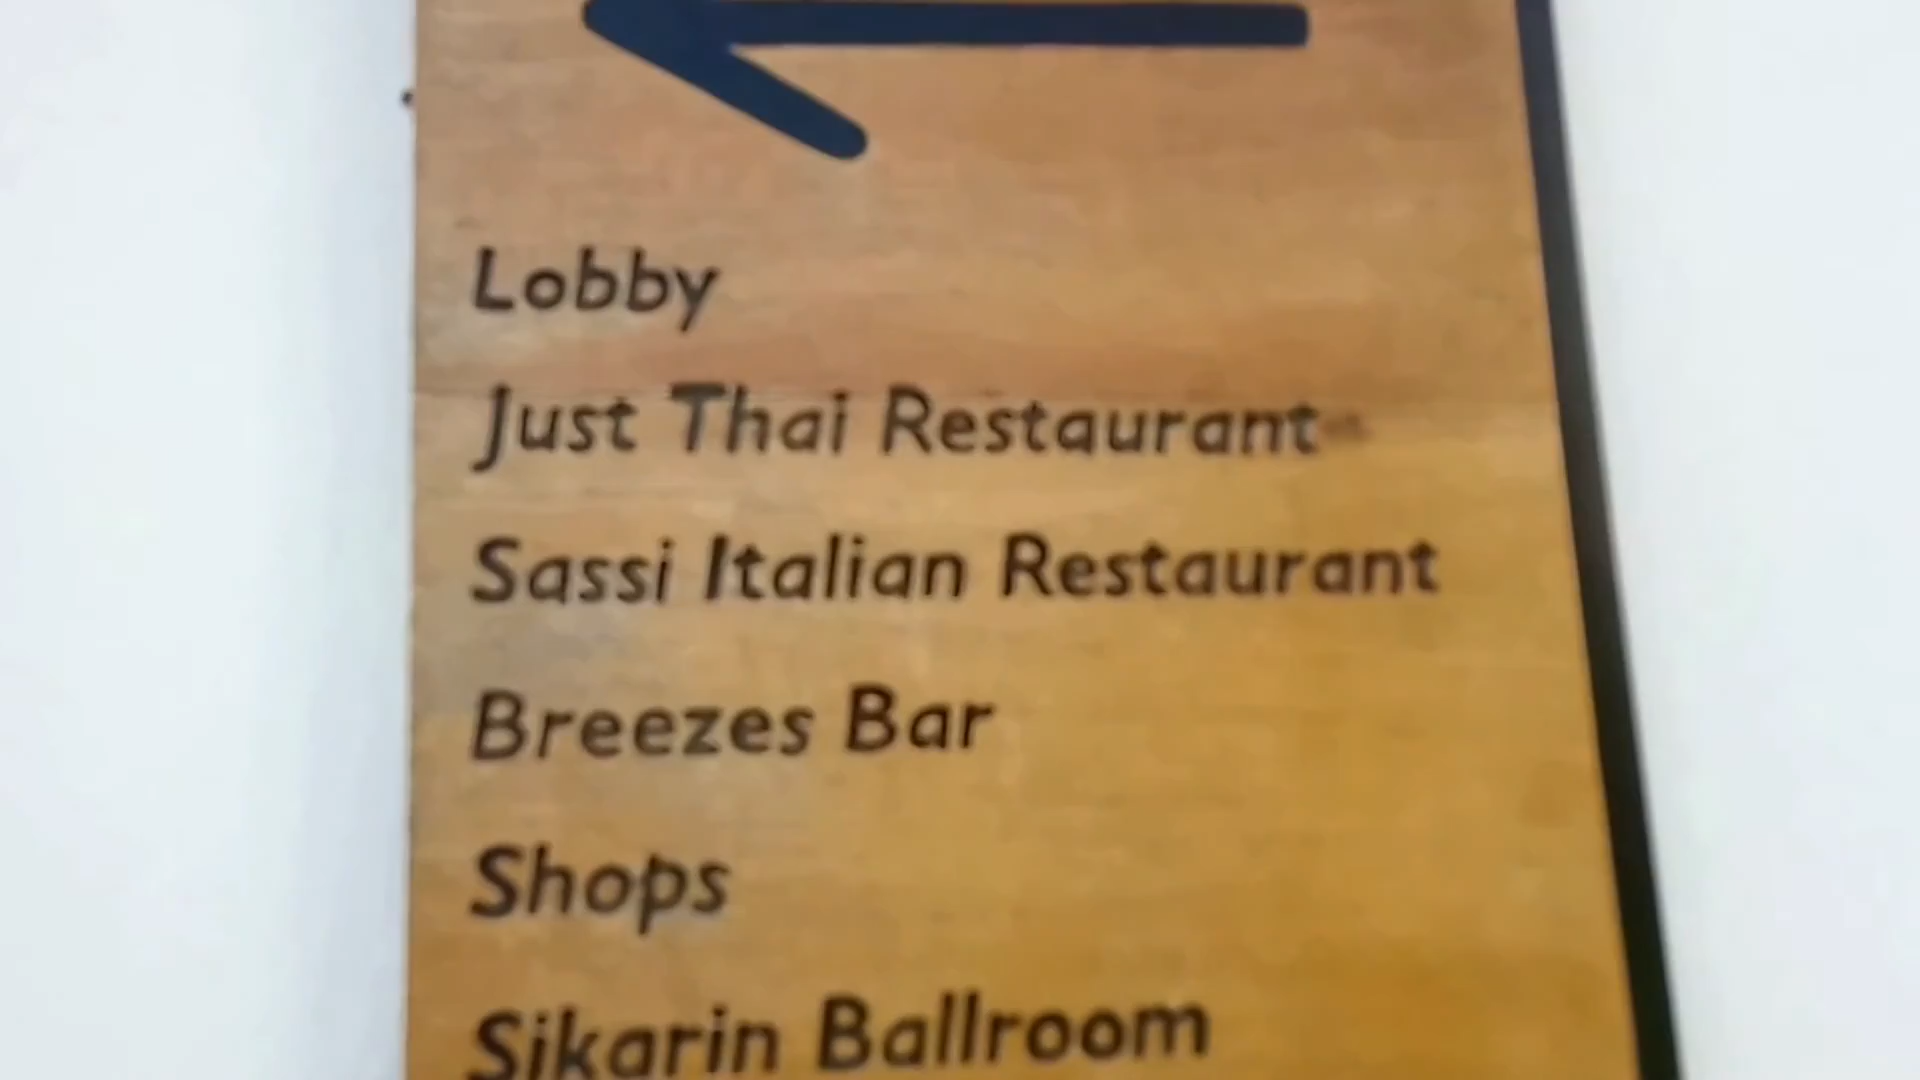 Lobby
Just Thai Restaurant
Sassi Italian Restaurant
Breezes Bar
Shops
Sikarin Ballroom